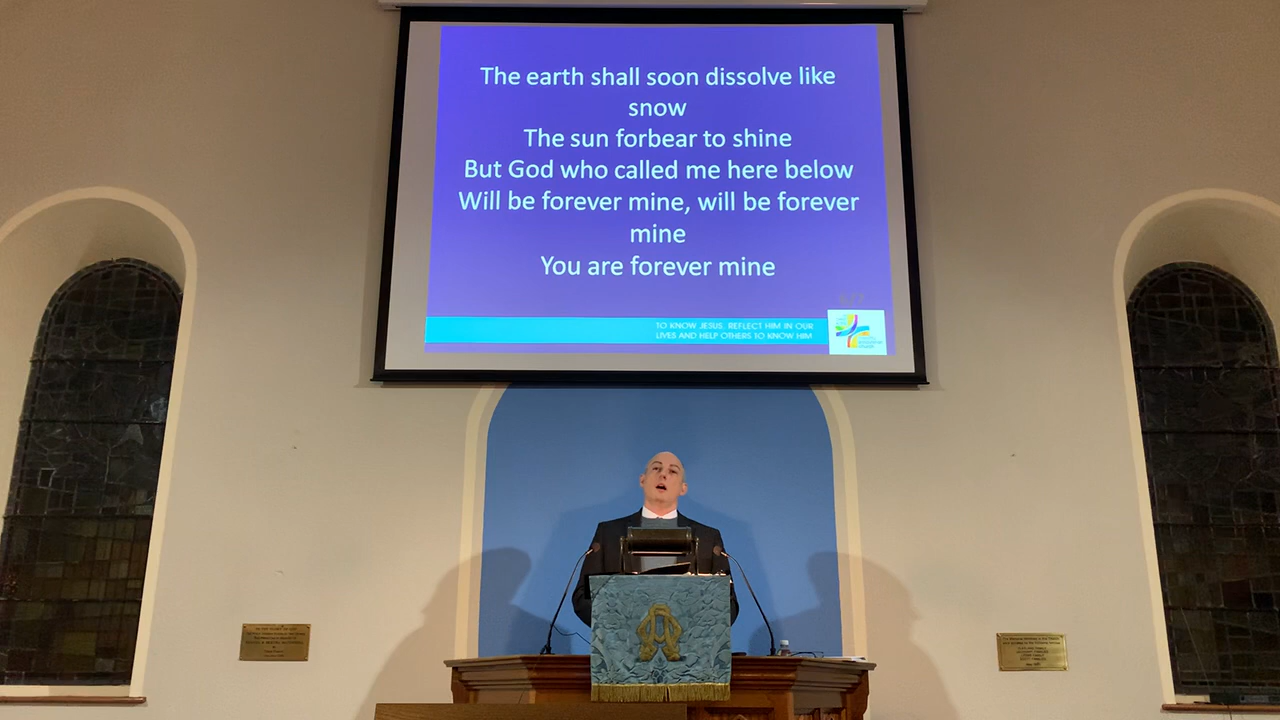 The earth shall soon dissolve like
snow
The sun forbear to shine
But God who called me here below
Will be forever mine, will be forever
mine
You are forever mine
TO KNOW JESUS, REFLECT HIM IN OUR
LIVES AND HELP OTHERS TO KNOW HIM